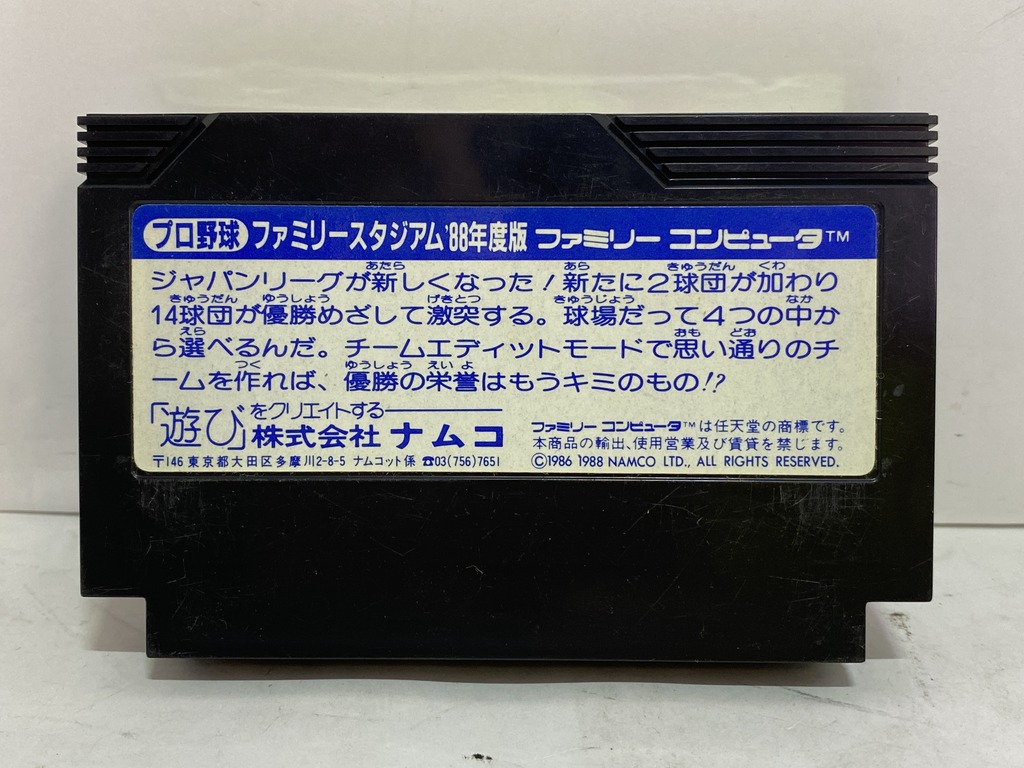 プロ野球 ファミリースタジアム'88年度版 ファミリー コンピュータ™
ジャパンリーグが新しくなった！新たに2球団が加わり
14球団が優勝めざして激突する。球場だって4つの中か
ら選べるんだ。チームエディットモードで思い通りのチ
ームを作れば、優勝の栄誉はもうキミのもの!?
「遊び」をクリエイトする
株式会社 ナムコ
〒146 東京都大田区多摩川2-8-5 ナムコット係 ☎03(756)7651
ファミリー コンピュータ™は任天堂の商標です。
本商品の輸出、使用営業及び賃貸を禁じます。
©1986 1988 NAMCO LTD., ALL RIGHTS RESERVED.